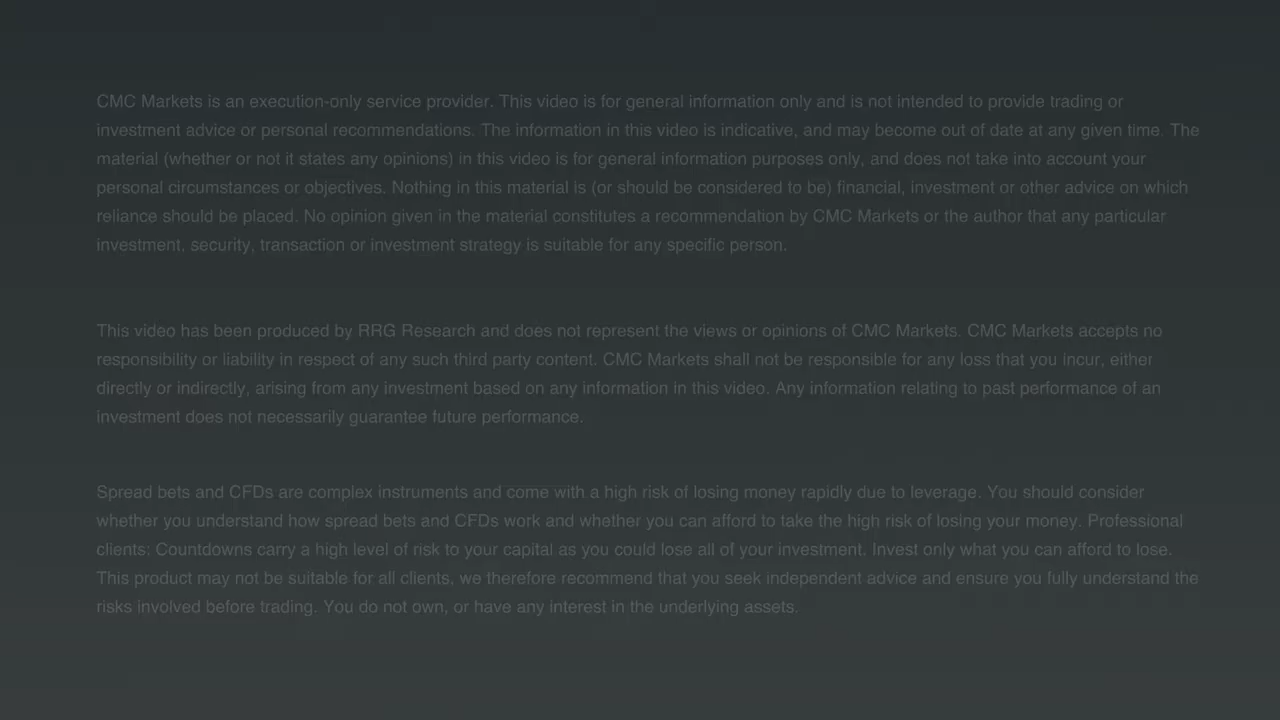 CMC Markets is an execution-only service provider. This video is for general information only and is not intended to provide trading or
investment advice or personal recommendations. The information in this video is indicative, and may become out of date at any given time. The
material (whether or not it states any opinions) in this video is for general information purposes only, and does not take into account your
personal circumstances or objectives. Nothing in this material is (or should be considered to be) financial, investment or other advice on which
reliance should be placed. No opinion given in the material constitutes a recommendation by CMC Markets or the author that any particular
investment, security, transaction or investment strategy is suitable for any specific person.
This video has been produced by RRG Research and does not represent the views or opinions of CMC Markets. CMC Markets accepts no
responsibility or liability in respect of any such third party content. CMC Markets shall not be responsible for any loss that you incur, either
directly or indirectly, arising from any investment based on any information in this video. Any information relating to past performance of an
investment does not necessarily guarantee future performance.
Spread bets and CFDs are complex instruments and come with a high risk of losing money rapidly due to leverage. You should consider
whether you understand how spread bets and CFDs work and whether you can afford to take the high risk of losing your money. Professional
clients: Countdowns carry a high level of risk to your capital as you could lose all of your investment. Invest only what you can afford to lose.
This product may not be suitable for all clients, we therefore recommend that you seek independent advice and ensure you fully understand the
risks involved before trading. You do not own, or have any interest in the underlying assets.